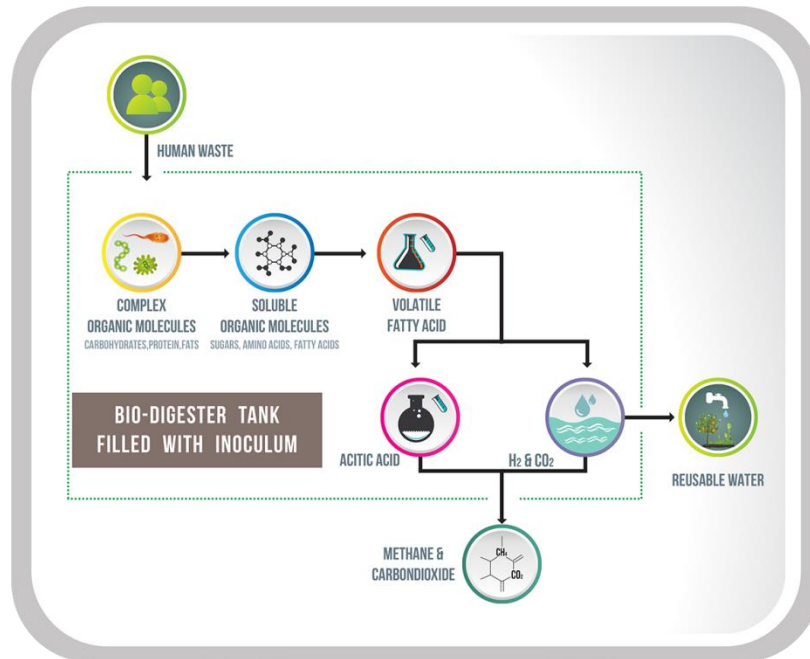 HUMAN WASTE
COMPLEX
ORGANIC MOLECULES
CARBOHYDRATES,PROTEIN,FATS
SOLUBLE
ORGANIC MOLECULES
SUGARS, AMINO ACIDS, FATTY ACIDS
VOLATILE
FATTY ACID
BIO-DIGESTER TANK
FILLED WITH INOCULUM
ACITIC ACID
H2 & CO2
REUSABLE WATER
METHANE &
CARBONDIOXIDE
CH4
CO2